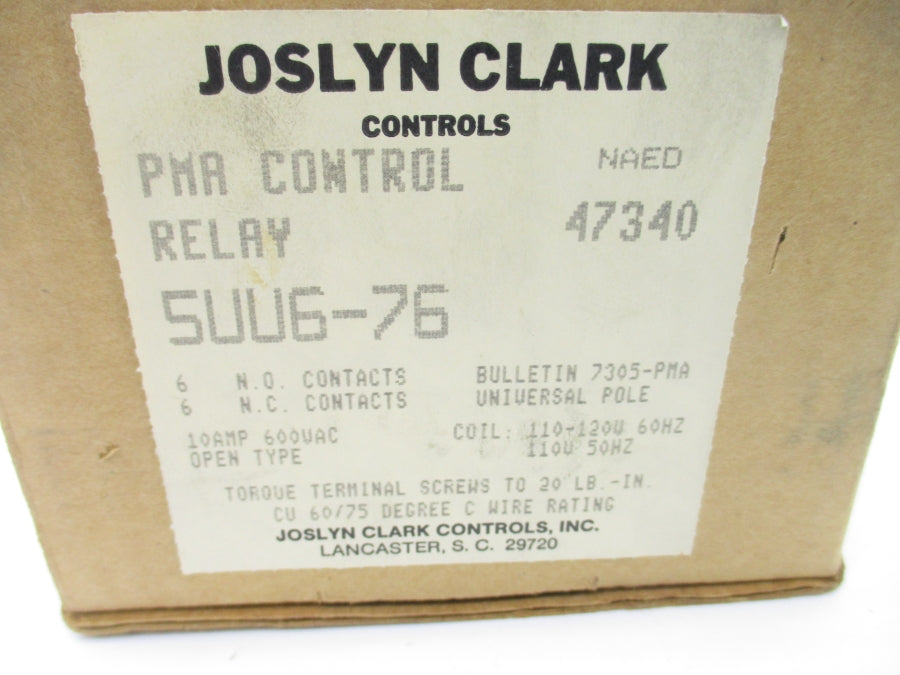 JOSLYN CLARK
CONTROLS
PMA CONTROL
RELAY
NAED
47340
5UU6-76
6 N.O. CONTACTS
6 N.C. CONTACTS
BULLETIN 7305-PMA
UNIVERSAL POLE
10AMP 600VAC
OPEN TYPE
COIL: 110-120V 60HZ
110V 50HZ
TORQUE TERMINAL SCREWS TO 20 LB.-IN.
CU 60/75 DEGREE C WIRE RATING
JOSLYN CLARK CONTROLS, INC.
LANCASTER, S. C. 29720